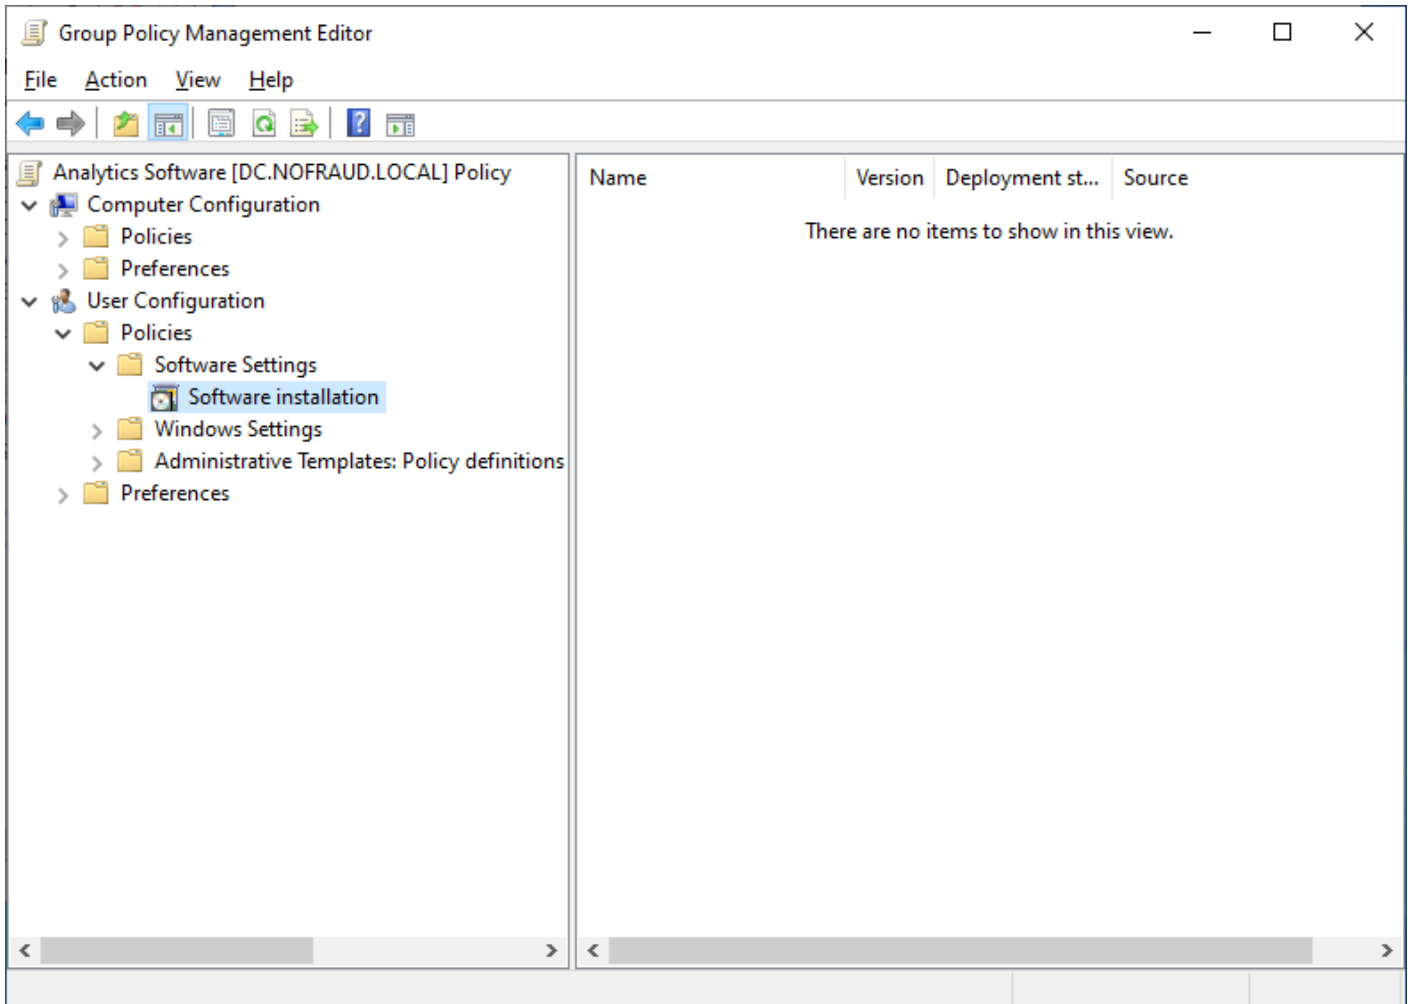 Group Policy Management Editor
File Action View Help
Analytics Software [DC.NOFRAUD.LOCAL] Policy
Computer Configuration
Policies
Preferences
User Configuration
Policies
Software Settings
Software installation
Windows Settings
Administrative Templates: Policy definitions
Preferences
Name Version Deployment st... Source
There are no items to show in this view.